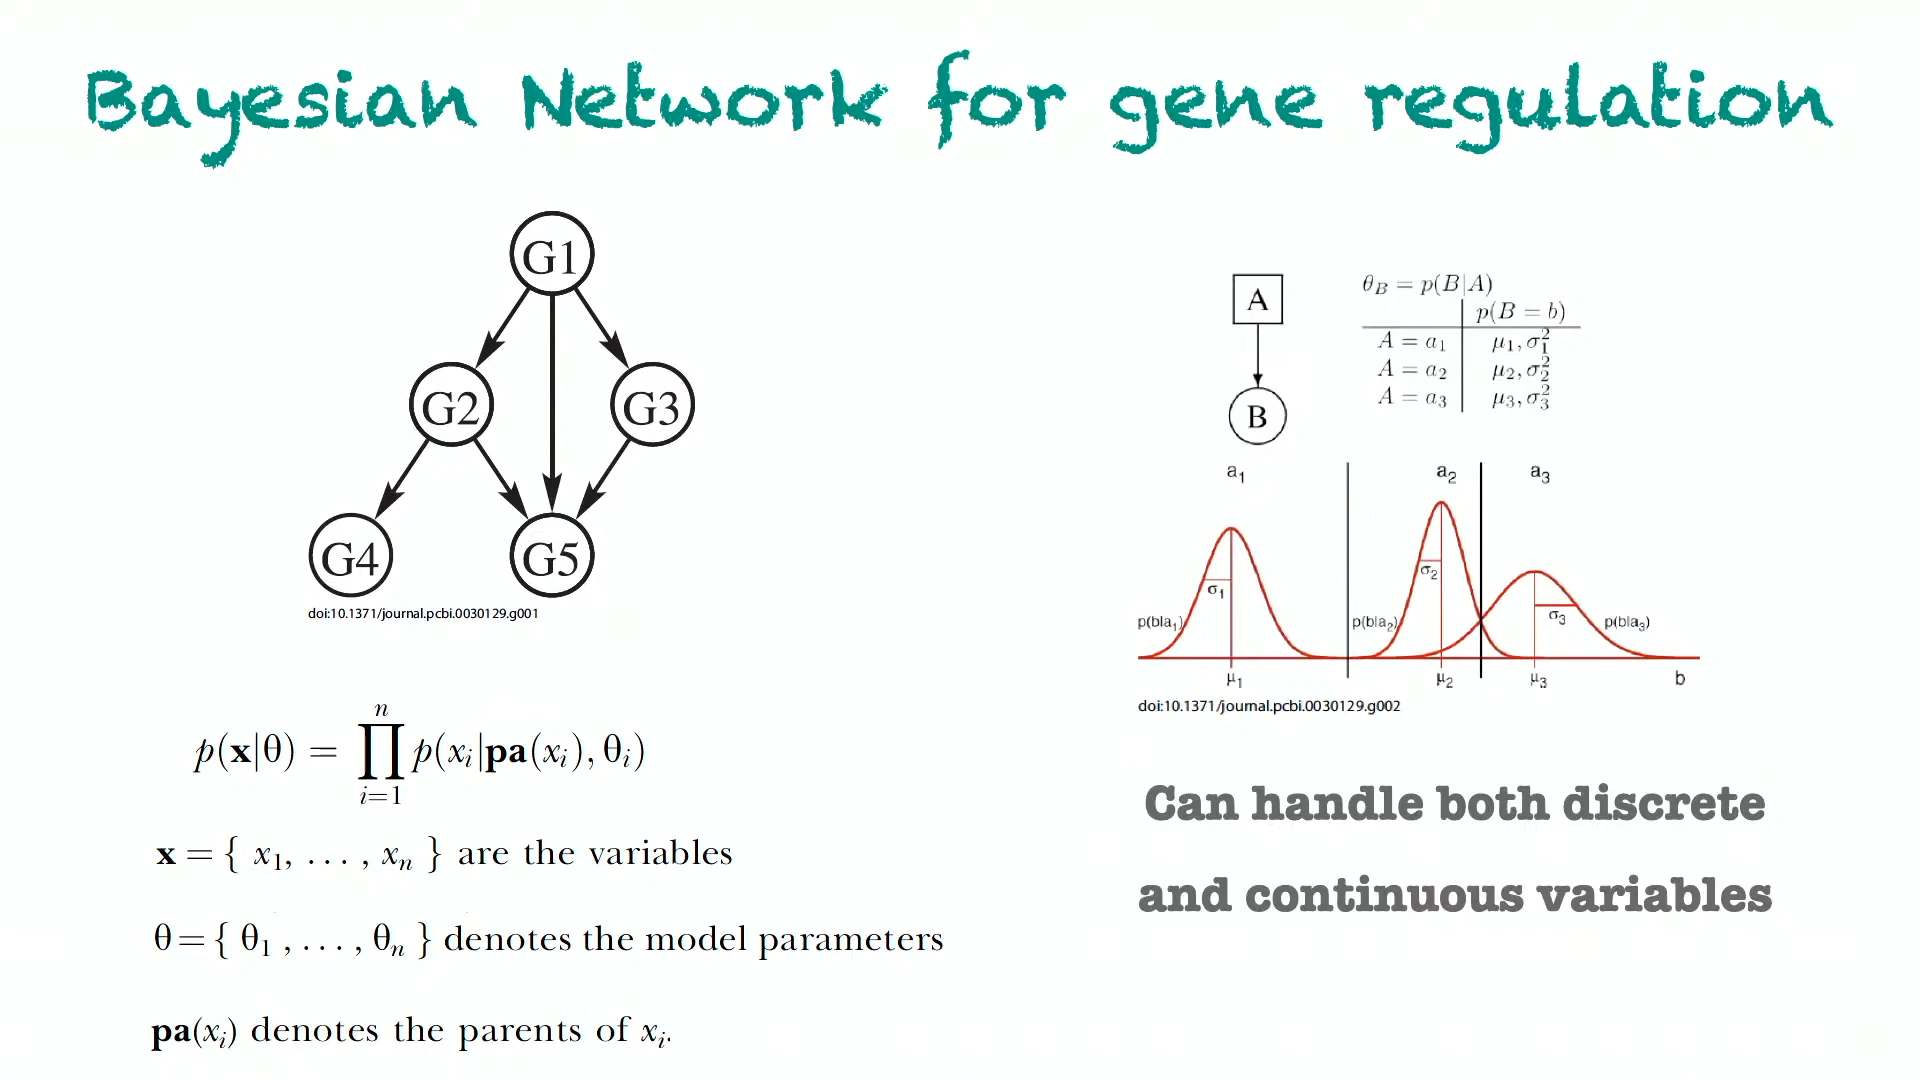 Bayesian Network for gene regulation
G1
G2
G3
G4
G5
doi:10.1371/journal.pcbi.0030129.g001
p(x|θ) = ∏_{i=1}^{n} p(x_i|pa(x_i), θ_i)
x = { x_1, ... , x_n } are the variables
θ = { θ_1 , ... , θ_n } denotes the model parameters
pa(x_i) denotes the parents of x_i.
A
B
θ_B = p(B|A)
p(B = b)
A = a_1 μ_1, σ_1^2
A = a_2 μ_2, σ_2^2
A = a_3 μ_3, σ_3^2
a_1 a_2 a_3
σ_1 σ_2 σ_3
p(b|a_1) p(b|a_2) p(b|a_3)
μ_1 μ_2 μ_3 b
doi:10.1371/journal.pcbi.0030129.g002
Can handle both discrete
and continuous variables